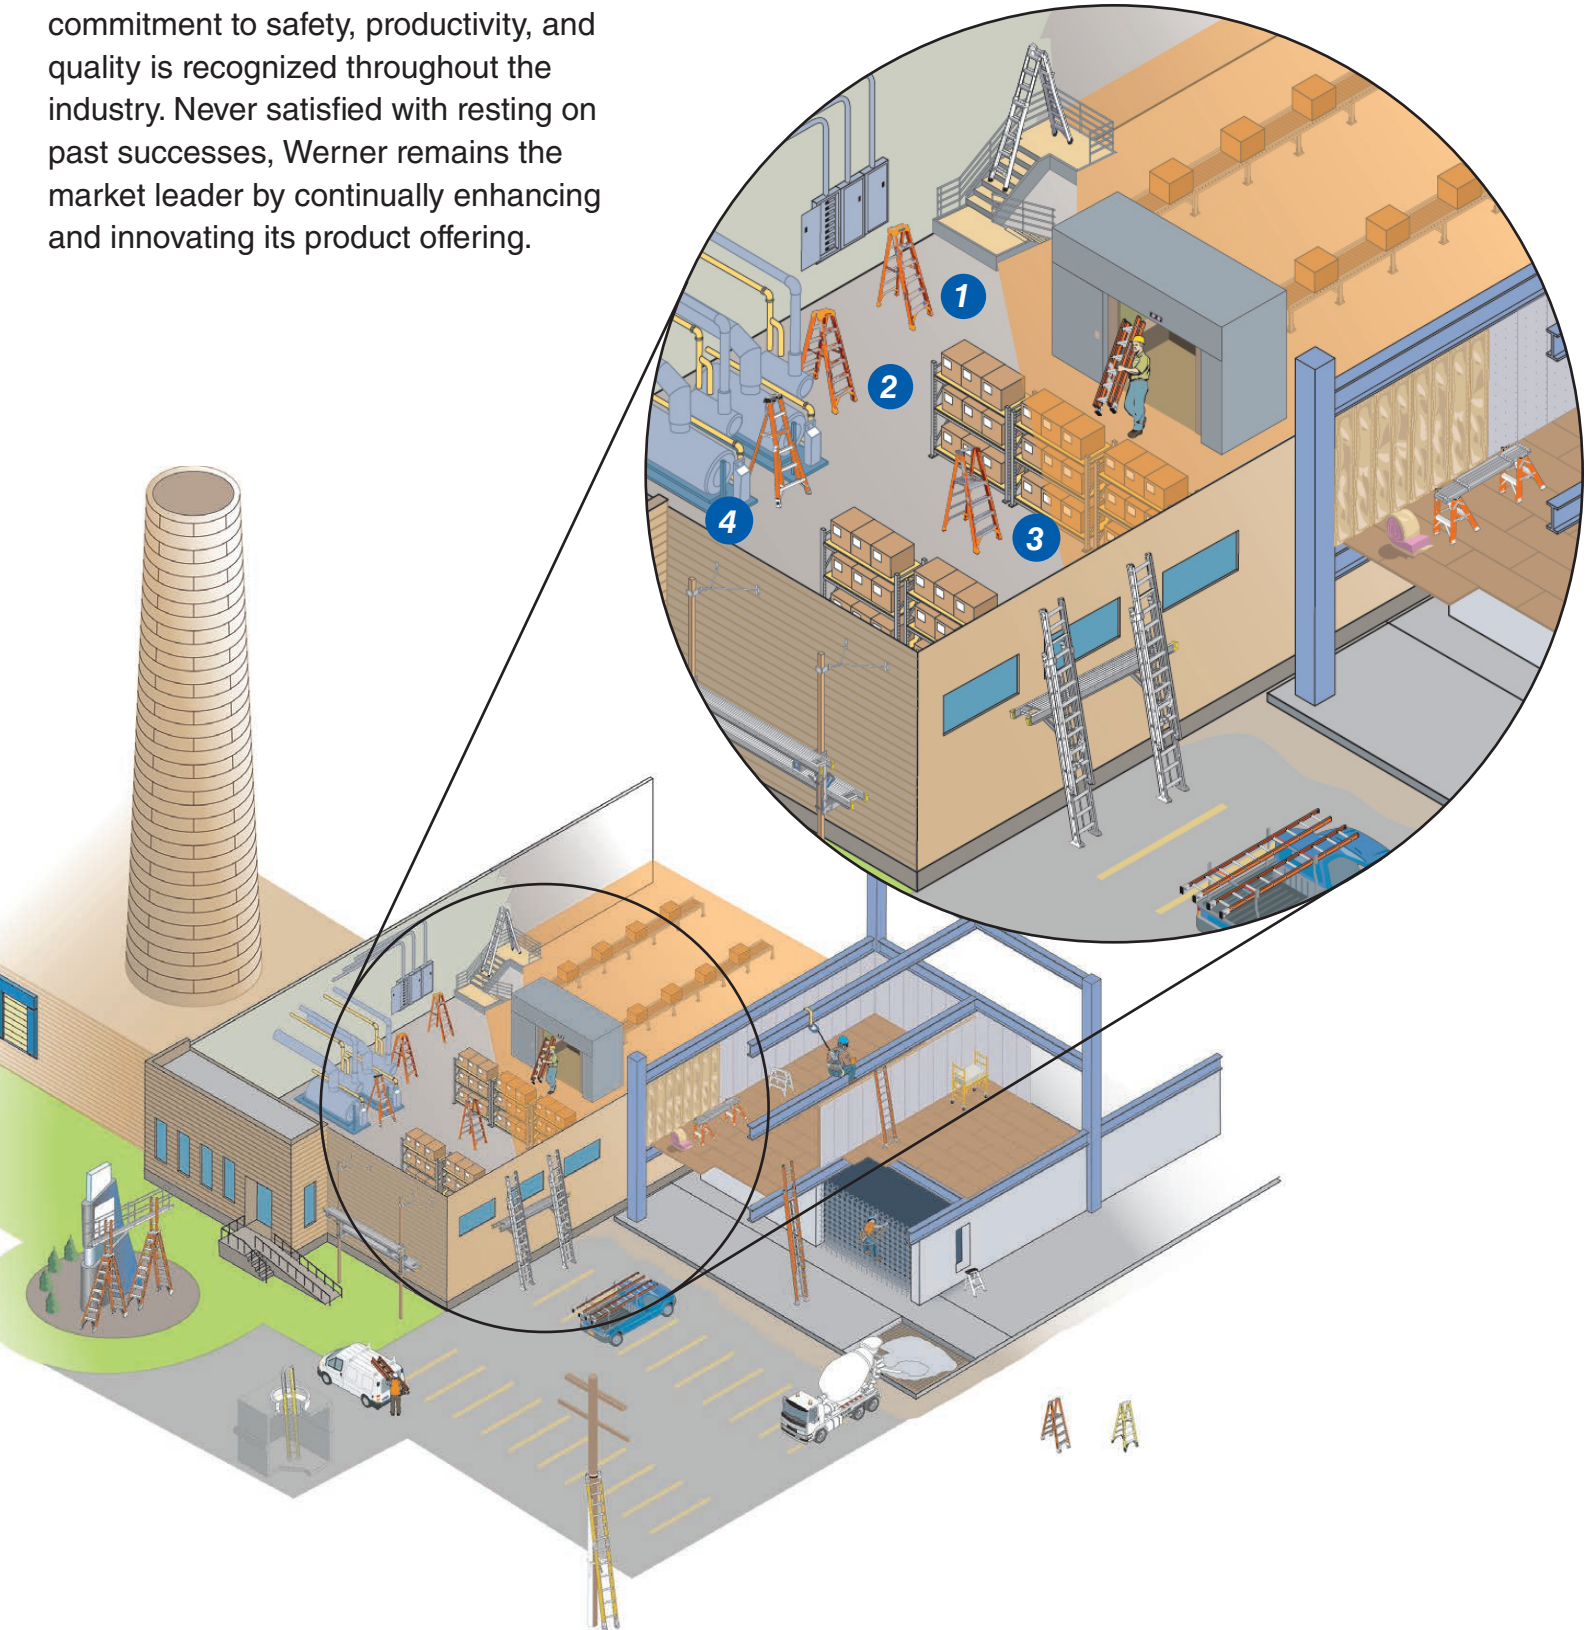 commitment to safety, productivity, and
quality is recognized throughout the
industry. Never satisfied with resting on
past successes, Werner remains the
market leader by continually enhancing
and innovating its product offering.
1
2
3
4